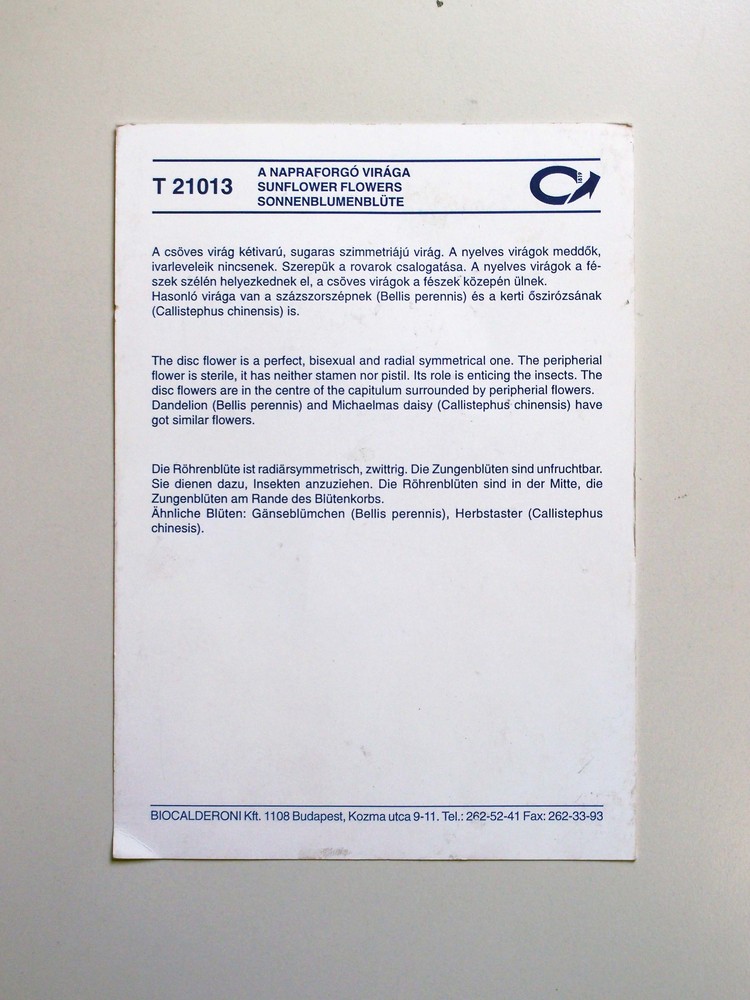 T 21013
A NAPRAFORGÓ VIRÁGA
SUNFLOWER FLOWERS
SONNENBLUMENBLÜTE
1819
A csöves virág kétivarú, sugaras szimmetriájú virág. A nyelves virágok meddők,
ivarleveleik nincsenek. Szerepük a rovarok csalogatása. A nyelves virágok a fé-
szek szélén helyezkednek el, a csöves virágok a fészek közepén ülnek.
Hasonló virága van a százszorszépnek (Bellis perennis) és a kerti őszirózsának
(Callistephus chinensis) is.
The disc flower is a perfect, bisexual and radial symmetrical one. The peripherial
flower is sterile, it has neither stamen nor pistil. Its role is enticing the insects. The
disc flowers are in the centre of the capitulum surrounded by peripherial flowers.
Dandelion (Bellis perennis) and Michaelmas daisy (Callistephus chinensis) have
got similar flowers.
Die Röhrenblüte ist radiärsymmetrisch, zwittrig. Die Zungenblüten sind unfruchtbar.
Sie dienen dazu, Insekten anzuziehen. Die Röhrenblüten sind in der Mitte, die
Zungenblüten am Rande des Blütenkorbs.
Ähnliche Blüten: Gänseblümchen (Bellis perennis), Herbstaster (Callistephus
chinesis).
BIOCALDERONI Kft. 1108 Budapest, Kozma utca 9-11. Tel.: 262-52-41 Fax: 262-33-93